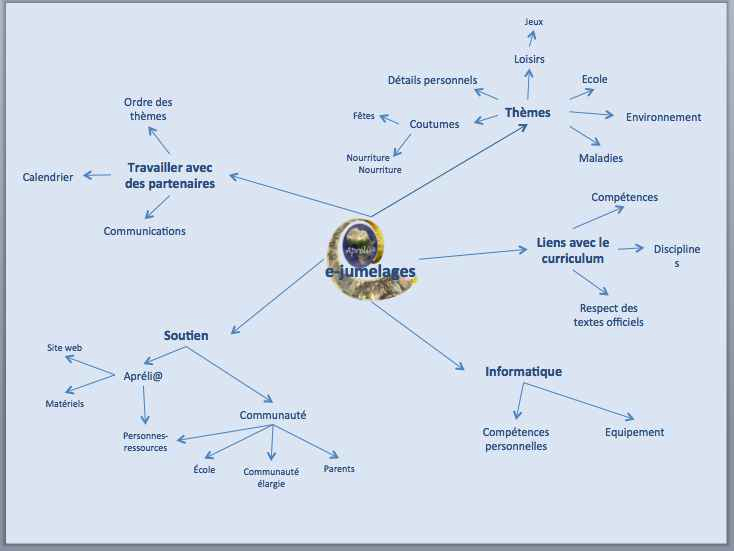 Jeux
Loisirs
Détails personnels
Ecole
Thèmes
Environnement
Maladies
Fêtes
Coutumes
Nourriture
Nourriture
Ordre des
thèmes
Travailler avec
des partenaires
Calendrier
Communications
Compétences
Liens avec le
curriculum
Discipline
s
Respect des
textes officiels
Apréli@
e-jumelages
Soutien
Site web
Apréli@
Matériels
Personnes-
ressources
Communauté
École
Communauté
élargie
Parents
Informatique
Compétences
personnelles
Equipement